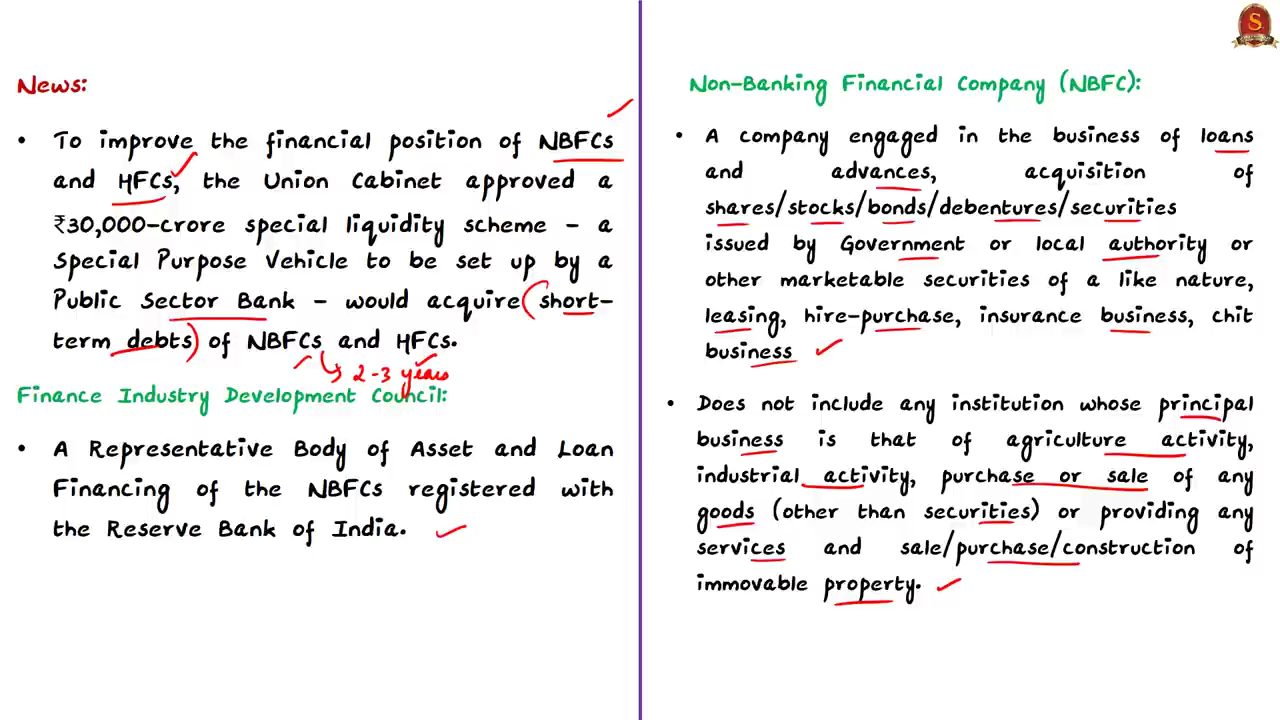 News:
• To improve the financial position of NBFCs
and HFCs, the Union Cabinet approved a
₹30,000-crore special liquidity scheme - a
Special Purpose Vehicle to be set up by a
Public Sector Bank - would acquire (short-
term debts) of NBFCs and HFCs.
2-3 years
Finance Industry Development Council:
• A Representative Body of Asset and Loan
Financing of the NBFCs registered with
the Reserve Bank of India.
Non-Banking Financial Company (NBFC):
• A company engaged in the business of loans
and advances, acquisition of
shares/stocks/bonds/debentures/securities
issued by Government or local authority or
other marketable securities of a like nature,
leasing, hire-purchase, insurance business, chit
business
• Does not include any institution whose principal
business is that of agriculture activity,
industrial activity, purchase or sale of any
goods (other than securities) or providing any
services and sale/purchase/construction of
immovable property.
S